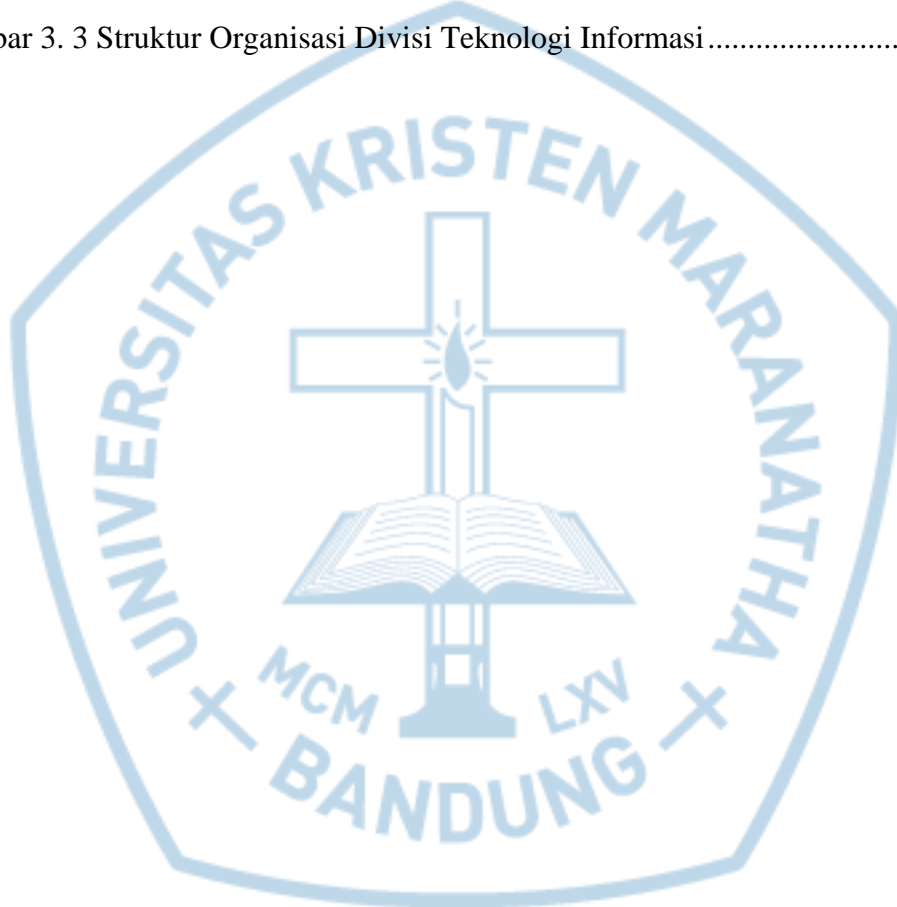 bar 3. 3 Struktur Organisasi Divisi Teknologi Informasi........................
UNIVERSITAS KRISTEN MARANATHA
MCM LXV
BANDUNG